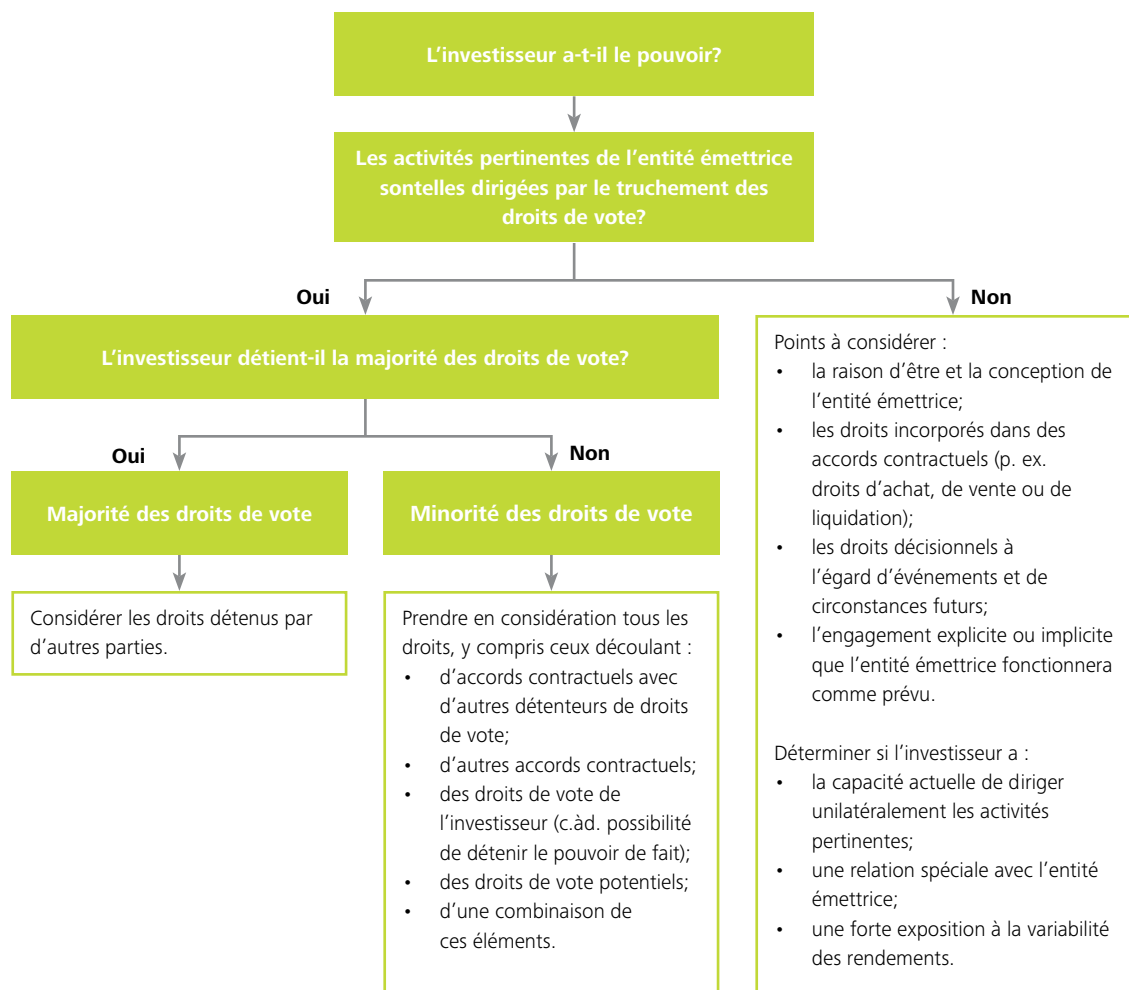 L'investisseur a-t-il le pouvoir?
Les activités pertinentes de l'entité émettrice
sontelles dirigées par le truchement des
droits de vote?
Oui
Non
L'investisseur détient-il la majorité des droits de vote?
Oui
Non
Majorité des droits de vote
Minorité des droits de vote
Considérer les droits détenus par
d'autres parties.
Prendre en considération tous les
droits, y compris ceux découlant :
• d'accords contractuels avec
d'autres détenteurs de droits
de vote;
• d'autres accords contractuels;
• des droits de vote de
l'investisseur (c.àd. possibilité
de détenir le pouvoir de fait);
• des droits de vote potentiels;
• d'une combinaison de
ces éléments.
Points à considérer :
• la raison d'être et la conception de
l'entité émettrice;
• les droits incorporés dans des
accords contractuels (p. ex.
droits d'achat, de vente ou de
liquidation);
• les droits décisionnels à
l'égard d'événements et de
circonstances futurs;
• l'engagement explicite ou implicite
que l'entité émettrice fonctionnera
comme prévu.
Déterminer si l'investisseur a :
• la capacité actuelle de diriger
unilatéralement les activités
pertinentes;
• une relation spéciale avec l'entité
émettrice;
• une forte exposition à la variabilité
des rendements.